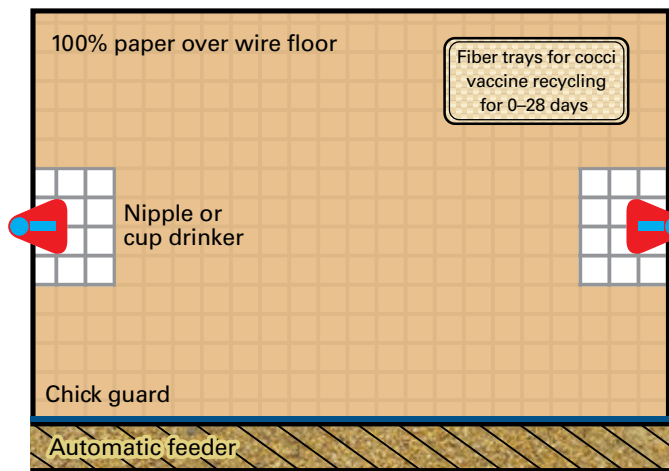 100% paper over wire floor
Fiber trays for cocci
vaccine recycling
for 0–28 days
Nipple or
cup drinker
Chick guard
Automatic feeder